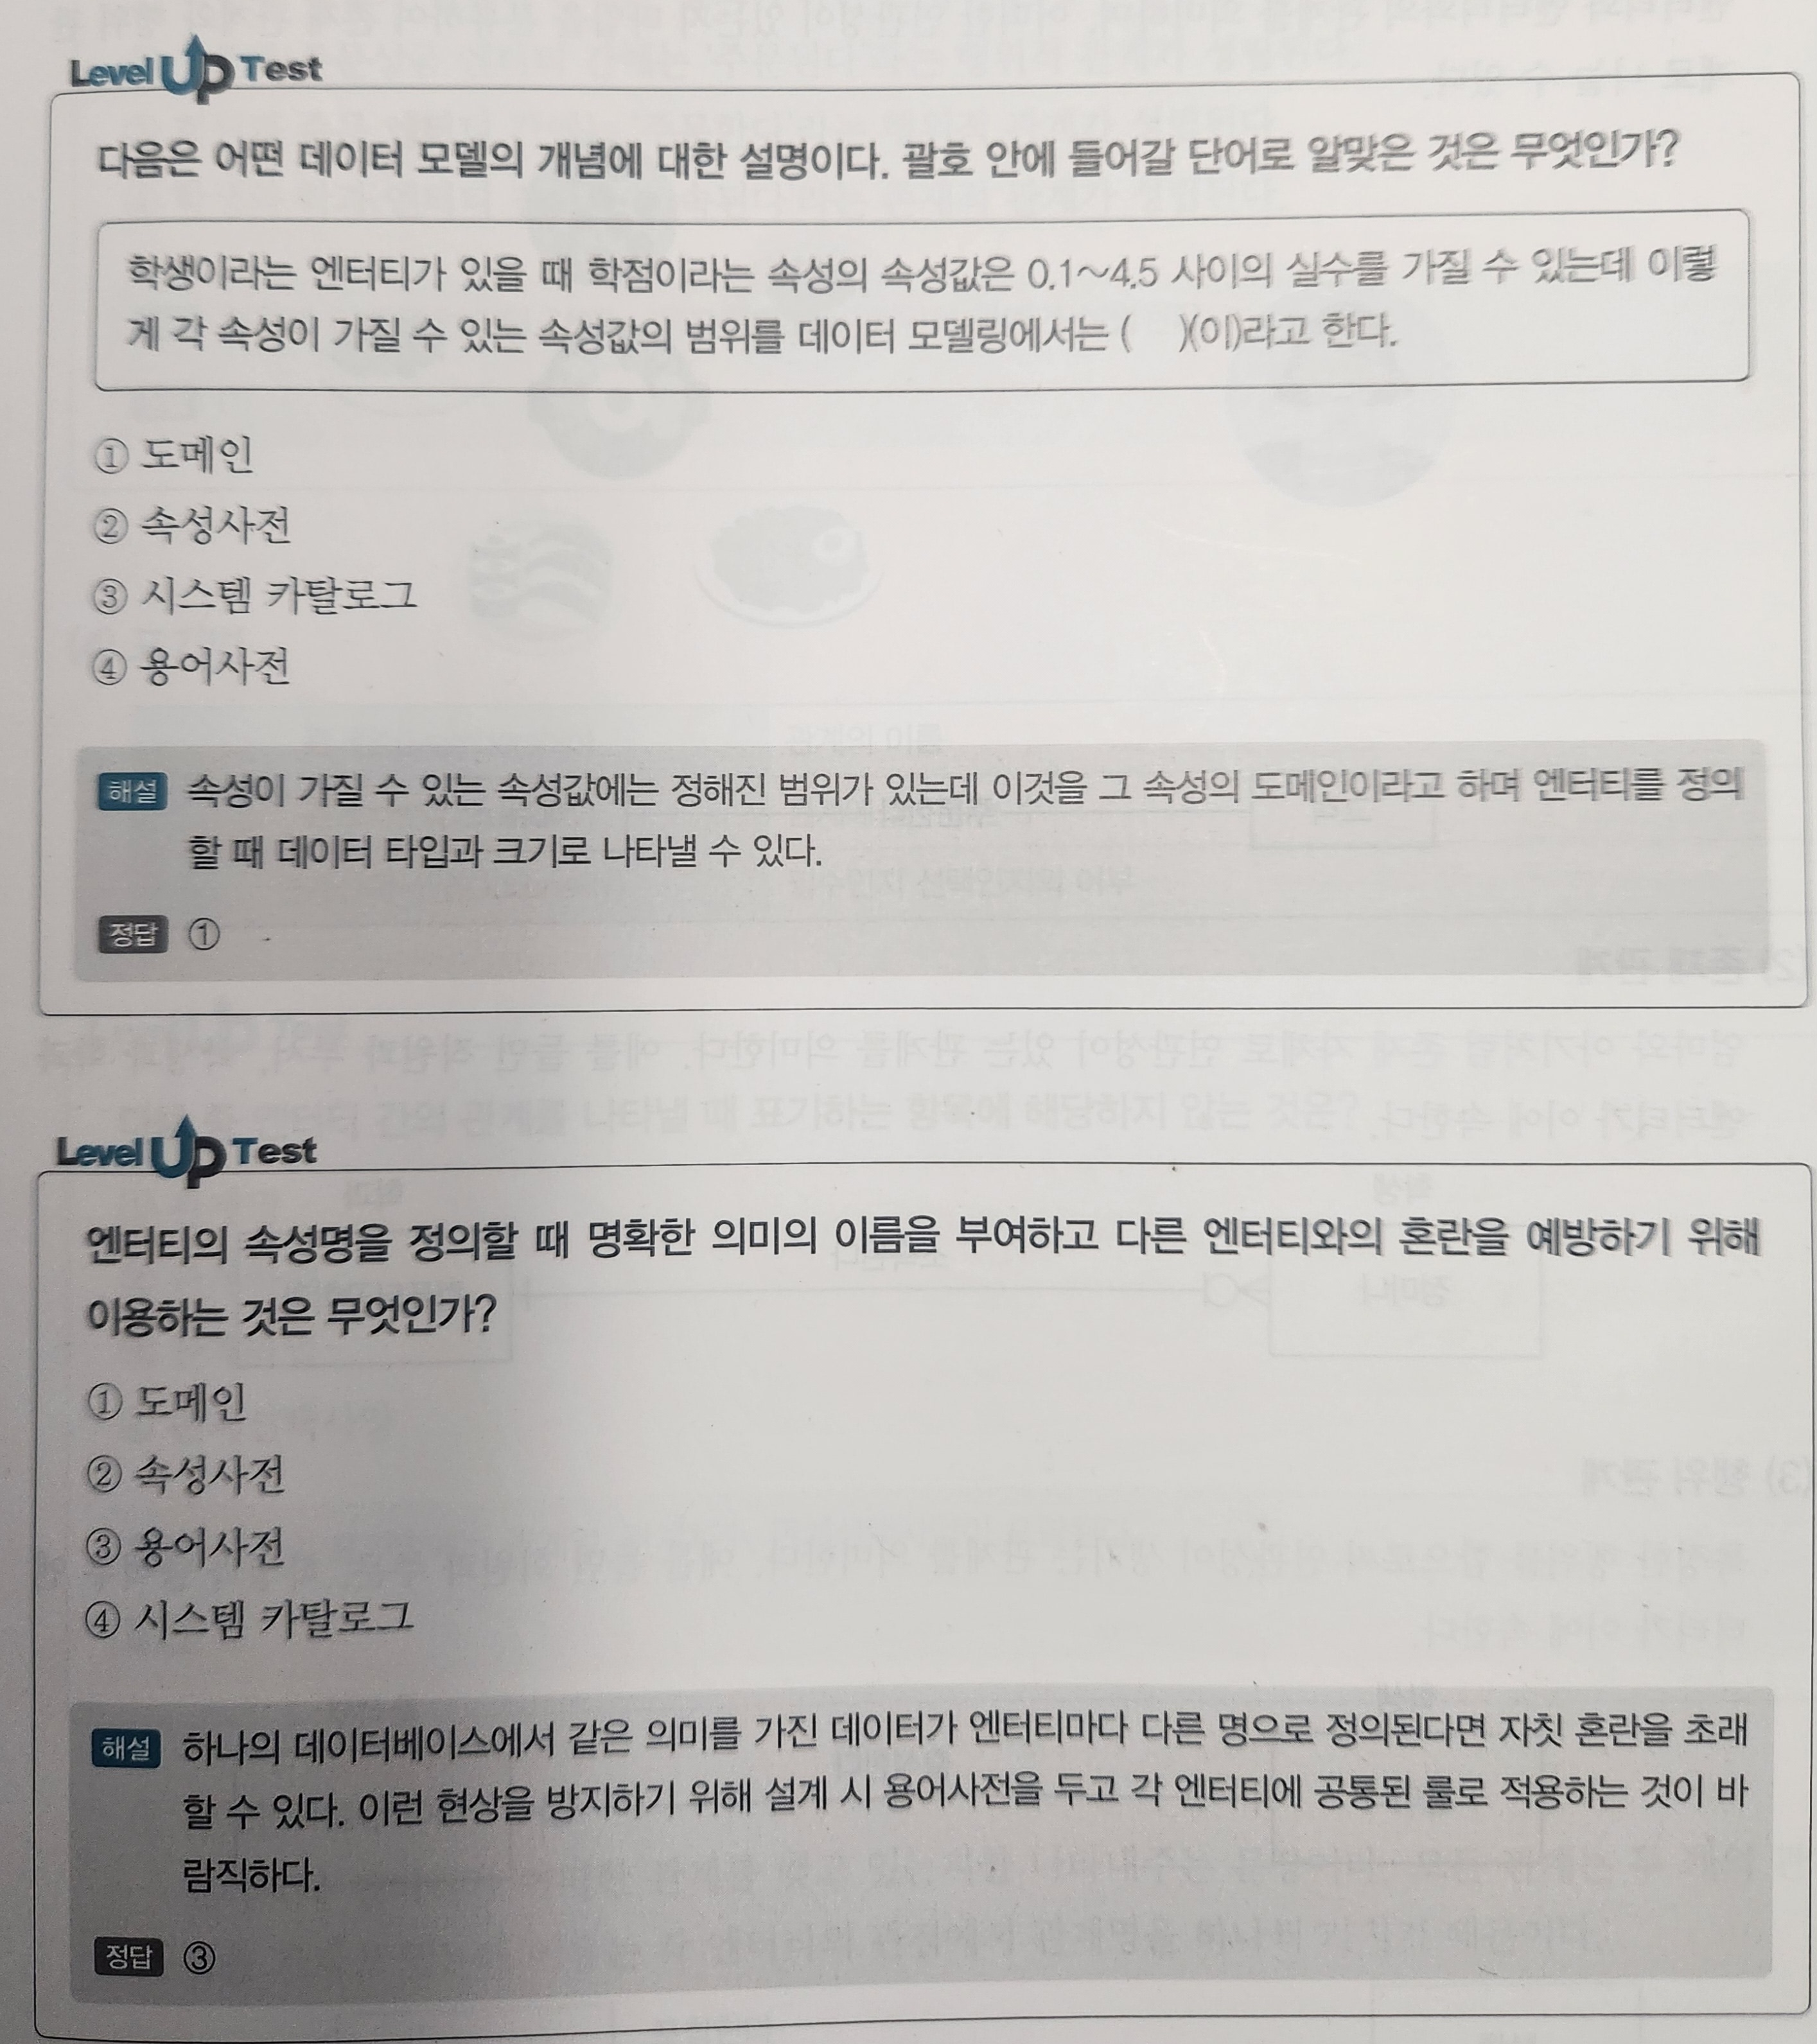 Level Up Test
다음은 어떤 데이터 모델의 개념에 대한 설명이다. 괄호 안에 들어갈 단어로 알맞은 것은 무엇인가?
학생이라는 엔터티가 있을 때 학점이라는 속성의 속성값은 0.1~4.5 사이의 실수를 가질 수 있는데 이렇
게 각 속성이 가질 수 있는 속성값의 범위를 데이터 모델링에서는 (    )(이)라고 한다.
① 도메인
② 속성사전
③ 시스템 카탈로그
④ 용어사전
해설 속성이 가질 수 있는 속성값에는 정해진 범위가 있는데 이것을 그 속성의 도메인이라고 하며 엔터티를 정의
할 때 데이터 타입과 크기로 나타낼 수 있다.
정답 ①
Level Up Test
엔터티의 속성명을 정의할 때 명확한 의미의 이름을 부여하고 다른 엔터티와의 혼란을 예방하기 위해
이용하는 것은 무엇인가?
① 도메인
② 속성사전
③ 용어사전
④ 시스템 카탈로그
해설 하나의 데이터베이스에서 같은 의미를 가진 데이터가 엔터티마다 다른 명으로 정의된다면 자칫 혼란을 초래
할 수 있다. 이런 현상을 방지하기 위해 설계 시 용어사전을 두고 각 엔터티에 공통된 룰로 적용하는 것이 바
람직하다.
정답 ③